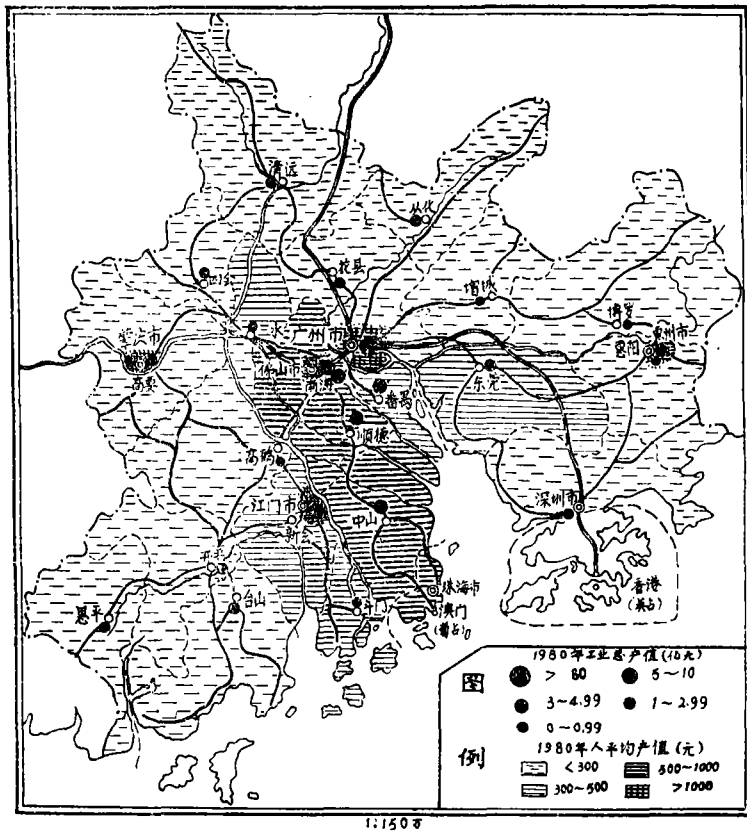 清远
从化
花县
四会
增城
博罗
惠州市
惠阳
三水
广州市
肇庆市
高要
佛山市
南海
番禺
东莞
顺德
高鹤
江门市
新会
中山
深圳市
开平
台山
恩平
斗门
珠海市
澳门
(葡占)
香港
(英占)
图例
1980年工业总产值(亿元)
> 80
5~10
3~4.99
1~2.99
0~0.99
1980年人平均产值(元)
<300
500~1000
300~500
>1000
1:150万